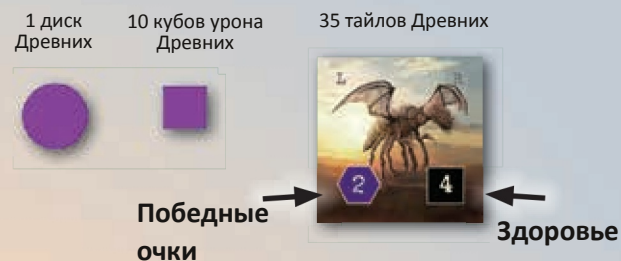 1 диск
Древних
10 кубов урона
Древних
35 тайлов Древних
L R
2 4
Победные
очки
Здоровье